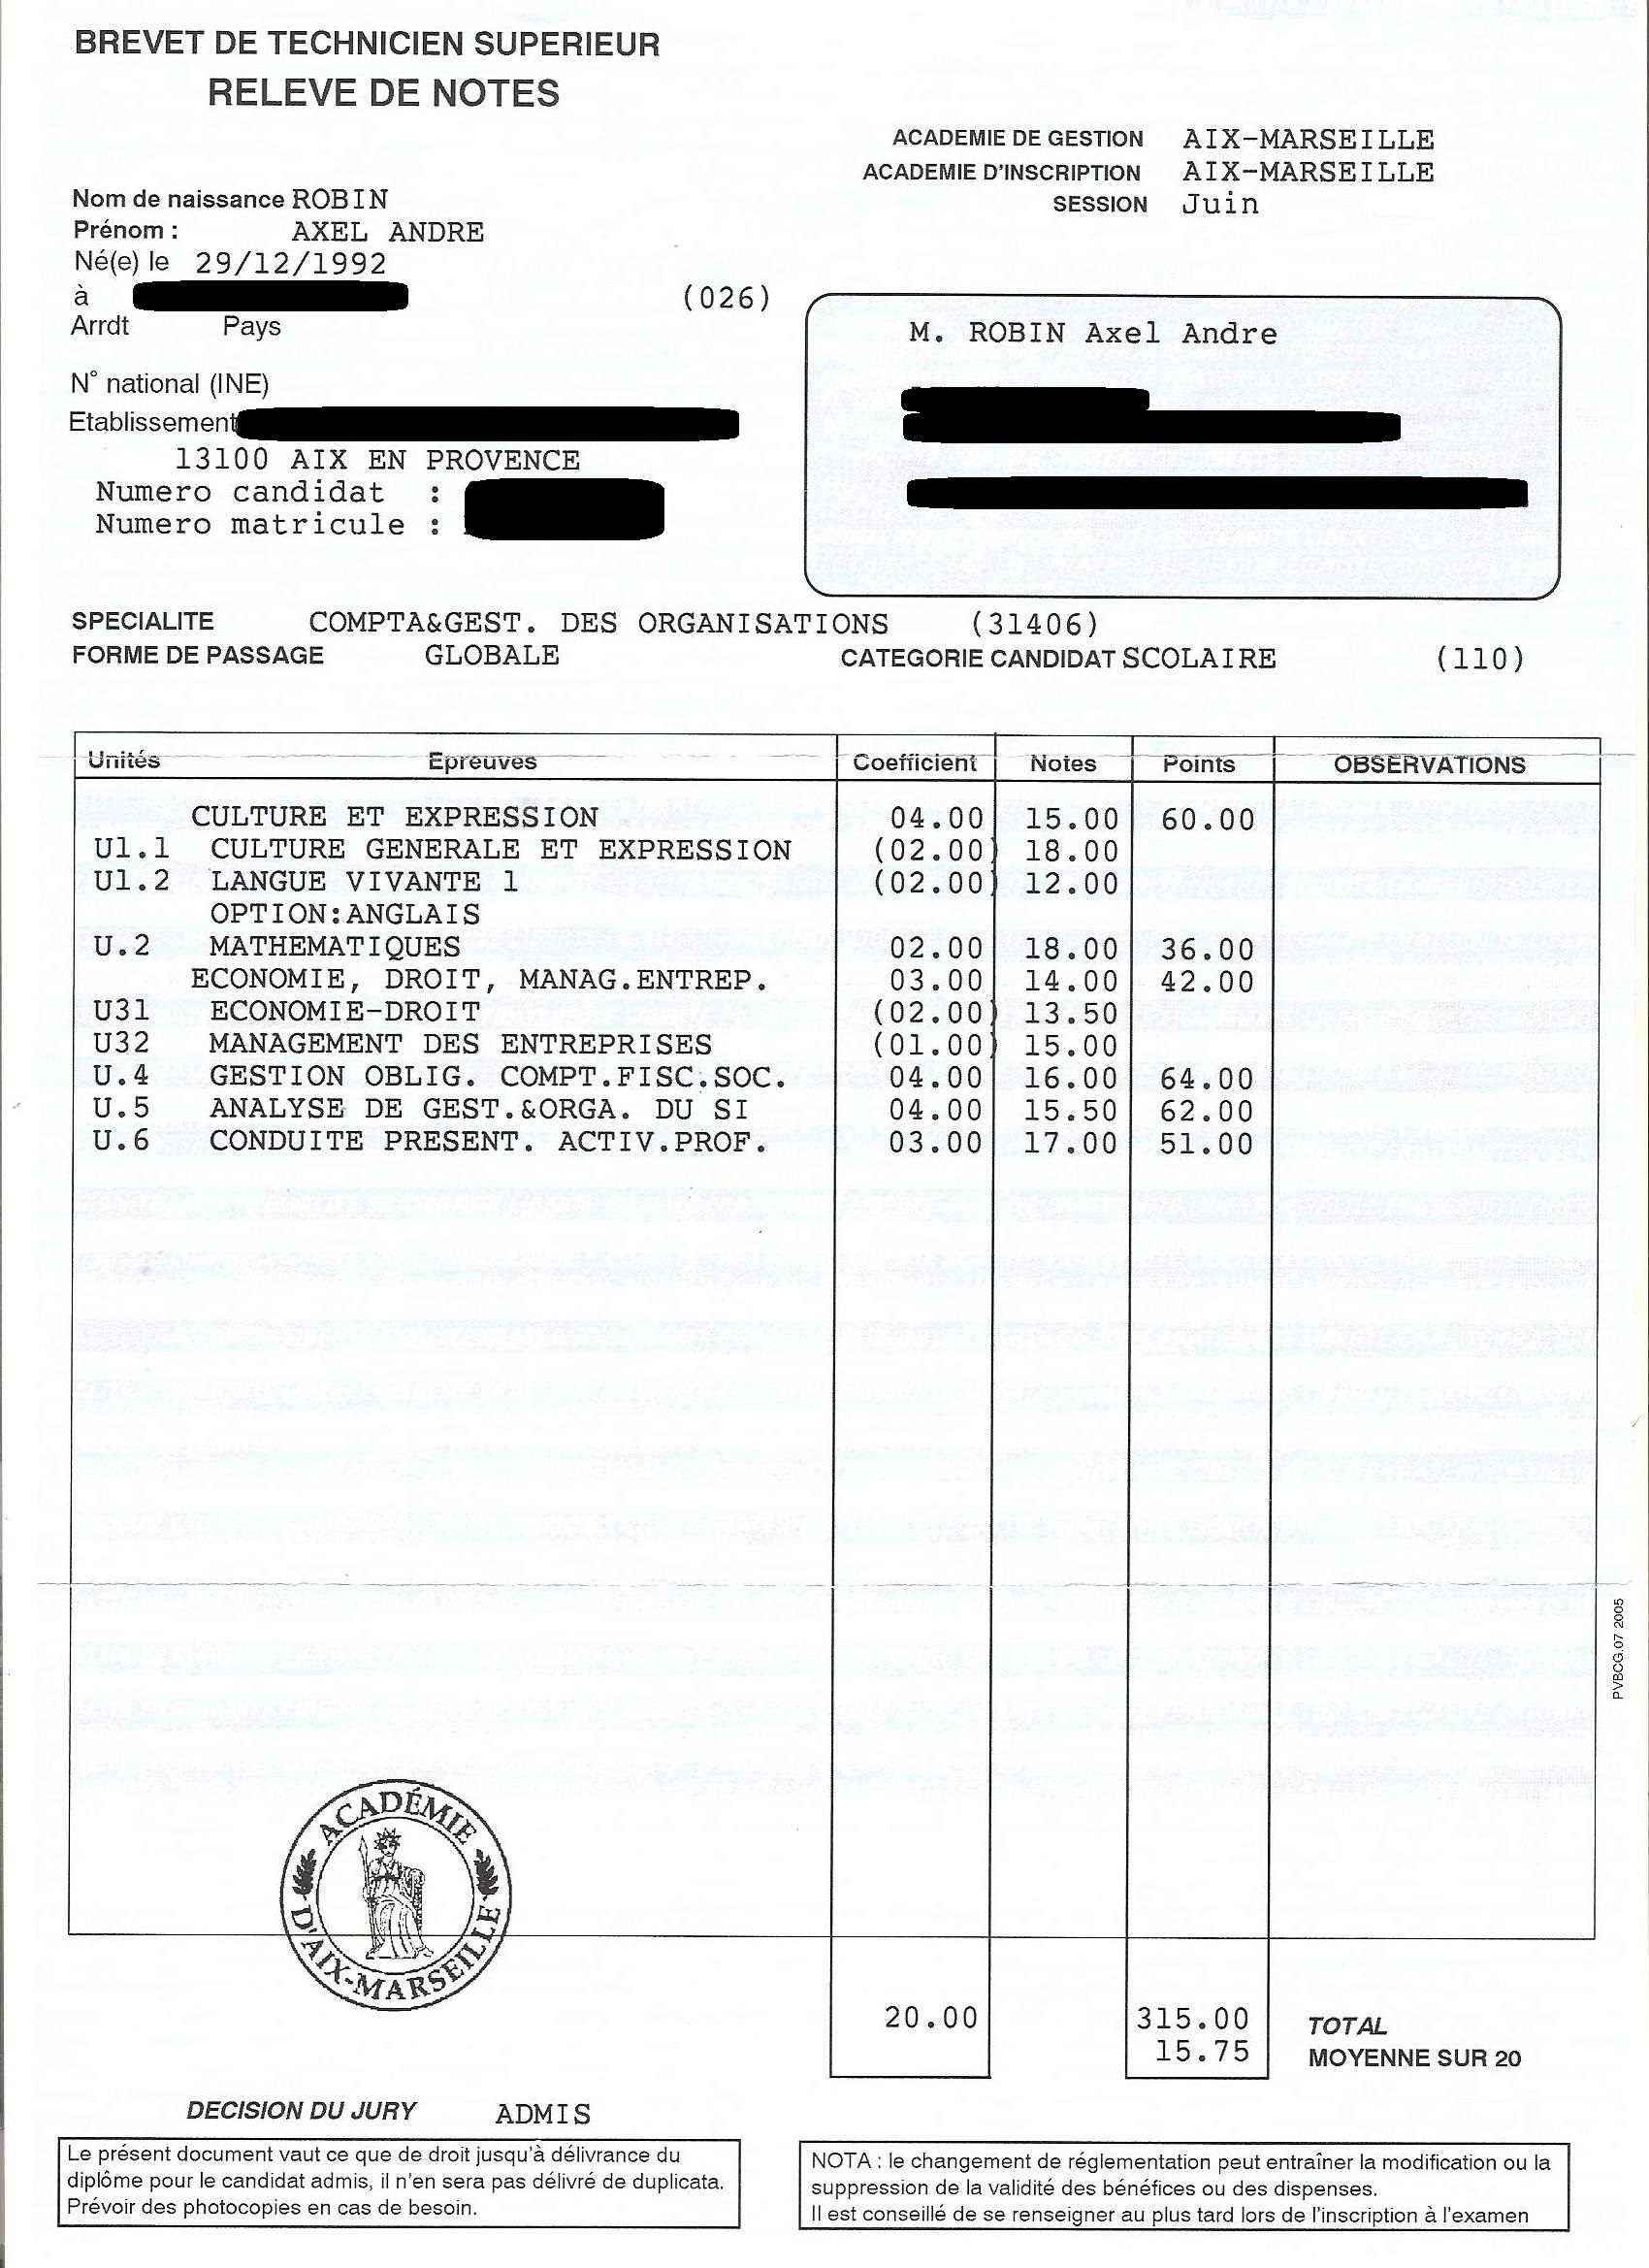 BREVET DE TECHNICIEN SUPERIEUR
RELEVE DE NOTES
ACADEMIE DE GESTION AIX-MARSEILLE
ACADEMIE D'INSCRIPTION AIX-MARSEILLE
SESSION Juin
Nom de naissance ROBIN
Prénom : AXEL ANDRE
Né(e) le 29/12/1992
à (026)
Arrdt Pays
M. ROBIN Axel Andre
N° national (INE)
Etablissement
13100 AIX EN PROVENCE
Numero candidat :
Numero matricule :
SPECIALITE COMPTA&GEST. DES ORGANISATIONS (31406)
FORME DE PASSAGE GLOBALE CATEGORIE CANDIDAT SCOLAIRE (110)
Unités Epreuves Coefficient Notes Points OBSERVATIONS
CULTURE ET EXPRESSION 04.00 15.00 60.00
U1.1 CULTURE GENERALE ET EXPRESSION (02.00) 18.00
U1.2 LANGUE VIVANTE 1 (02.00) 12.00
OPTION:ANGLAIS
U.2 MATHEMATIQUES 02.00 18.00 36.00
ECONOMIE, DROIT, MANAG.ENTREP. 03.00 14.00 42.00
U31 ECONOMIE-DROIT (02.00) 13.50
U32 MANAGEMENT DES ENTREPRISES (01.00) 15.00
U.4 GESTION OBLIG. COMPT.FISC.SOC. 04.00 16.00 64.00
U.5 ANALYSE DE GEST.&ORGA. DU SI 04.00 15.50 62.00
U.6 CONDUITE PRESENT. ACTIV.PROF. 03.00 17.00 51.00
PVBCG.07 2005
ACADÉMIE D'AIX-MARSEILLE
20.00 315.00 TOTAL
15.75 MOYENNE SUR 20
DECISION DU JURY ADMIS
Le présent document vaut ce que de droit jusqu'à délivrance du
diplôme pour le candidat admis, il n'en sera pas délivré de duplicata.
Prévoir des photocopies en cas de besoin.
NOTA : le changement de réglementation peut entraîner la modification ou la
suppression de la validité des bénéfices ou des dispenses.
Il est conseillé de se renseigner au plus tard lors de l'inscription à l'examen